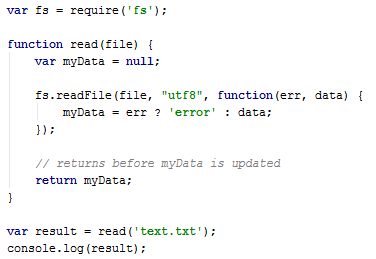 var fs = require('fs');
function read(file) {
var myData = null;
fs.readFile(file, "utf8", function(err, data) {
myData = err ? 'error' : data;
});
// returns before myData is updated
return myData;
}
var result = read('text.txt');
console.log(result);